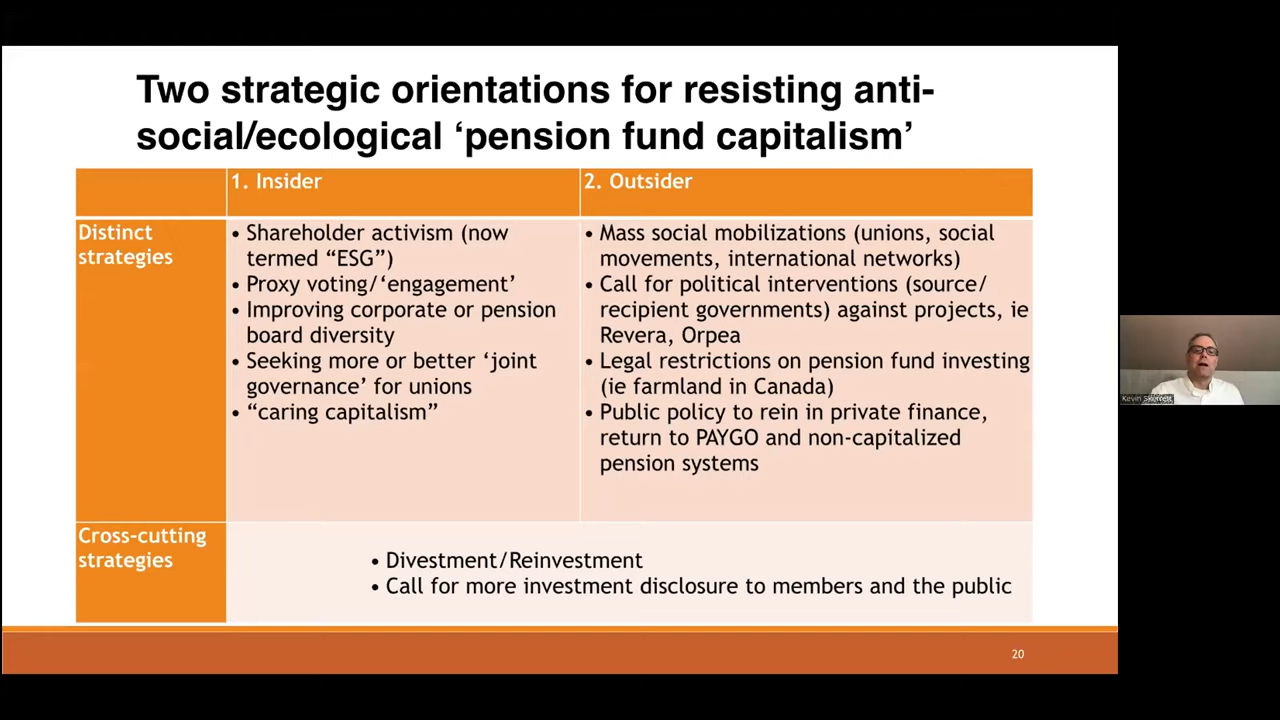 Two strategic orientations for resisting anti-
social/ecological ‘pension fund capitalism’
1. Insider
2. Outsider
Distinct
strategies
• Shareholder activism (now
termed “ESG”)
• Proxy voting/‘engagement’
• Improving corporate or pension
board diversity
• Seeking more or better ‘joint
governance’ for unions
• “caring capitalism”
• Mass social mobilizations (unions, social
movements, international networks)
• Call for political interventions (source/
recipient governments) against projects, ie
Revera, Orpea
• Legal restrictions on pension fund investing
(ie farmland in Canada)
• Public policy to rein in private finance,
return to PAYGO and non-capitalized
pension systems
Cross-cutting
strategies
• Divestment/Reinvestment
• Call for more investment disclosure to members and the public
20
Kevin Skerrett